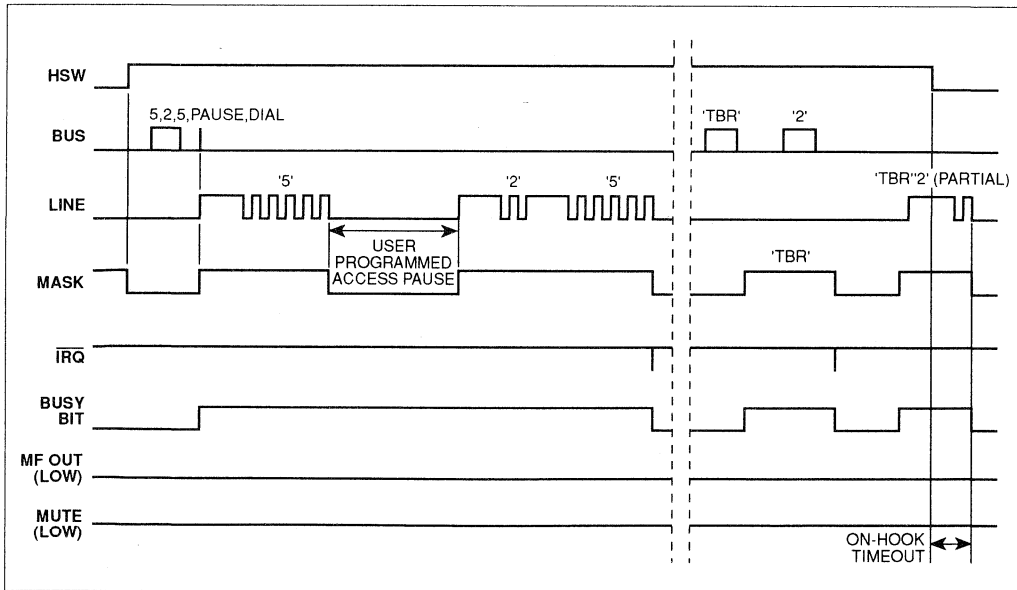 HSW
5,2,5,PAUSE,DIAL
'TBR'
'2'
BUS
'TBR''2' (PARTIAL)
'5'
'2'
'5'
LINE
USER
PROGRAMMED
ACCESS PAUSE
'TBR'
MASK
IRQ
BUSY
BIT
MF OUT
(LOW)
MUTE
(LOW)
ON-HOOK
TIMEOUT